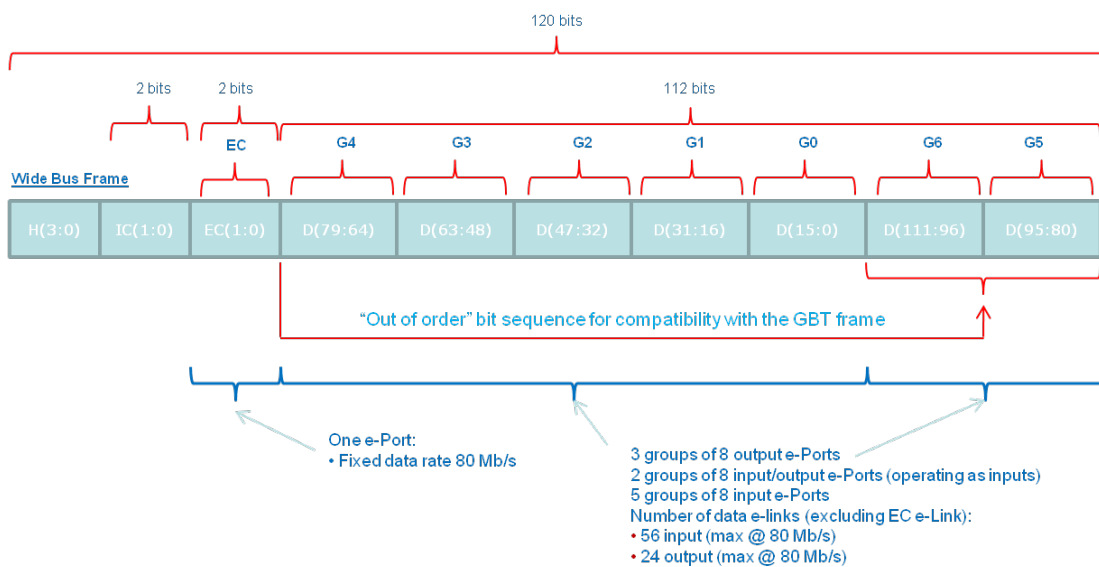 120 bits
2 bits 2 bits 112 bits
EC G4 G3 G2 G1 G0 G6 G5
Wide Bus Frame
H(3:0) IC(1:0) EC(1:0) D(79:64) D(63:48) D(47:32) D(31:16) D(15:0) D(111:96) D(95:80)
“Out of order” bit sequence for compatibility with the GBT frame
One e-Port:
• Fixed data rate 80 Mb/s
3 groups of 8 output e-Ports
2 groups of 8 input/output e-Ports (operating as inputs)
5 groups of 8 input e-Ports
Number of data e-links (excluding EC e-Link):
• 56 input (max @ 80 Mb/s)
• 24 output (max @ 80 Mb/s)